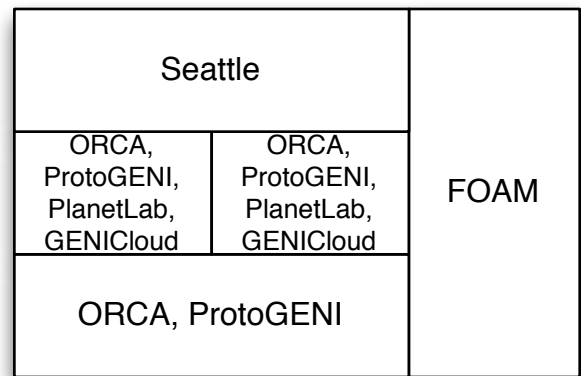 Seattle
ORCA,
ProtoGENI,
PlanetLab,
GENICloud
ORCA,
ProtoGENI,
PlanetLab,
GENICloud
FOAM
ORCA, ProtoGENI